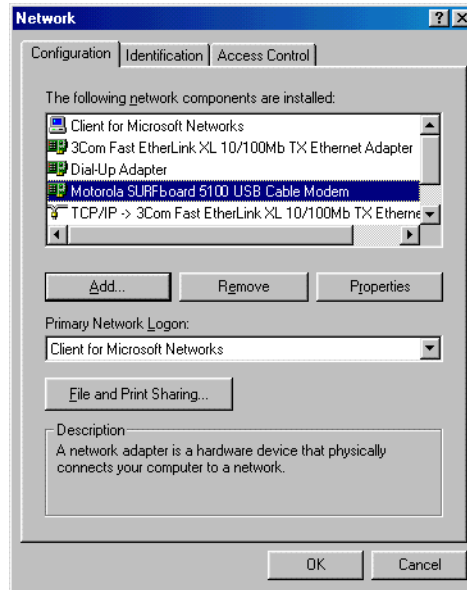 Network
Configuration Identification Access Control
The following network components are installed:
Client for Microsoft Networks
3Com Fast EtherLink XL 10/100Mb TX Ethernet Adapter
Dial-Up Adapter
Motorola SURFboard 5100 USB Cable Modem
TCP/IP -> 3Com Fast EtherLink XL 10/100Mb TX Etherne
Add... Remove Properties
Primary Network Logon:
Client for Microsoft Networks
File and Print Sharing...
Description
A network adapter is a hardware device that physically
connects your computer to a network.
OK Cancel